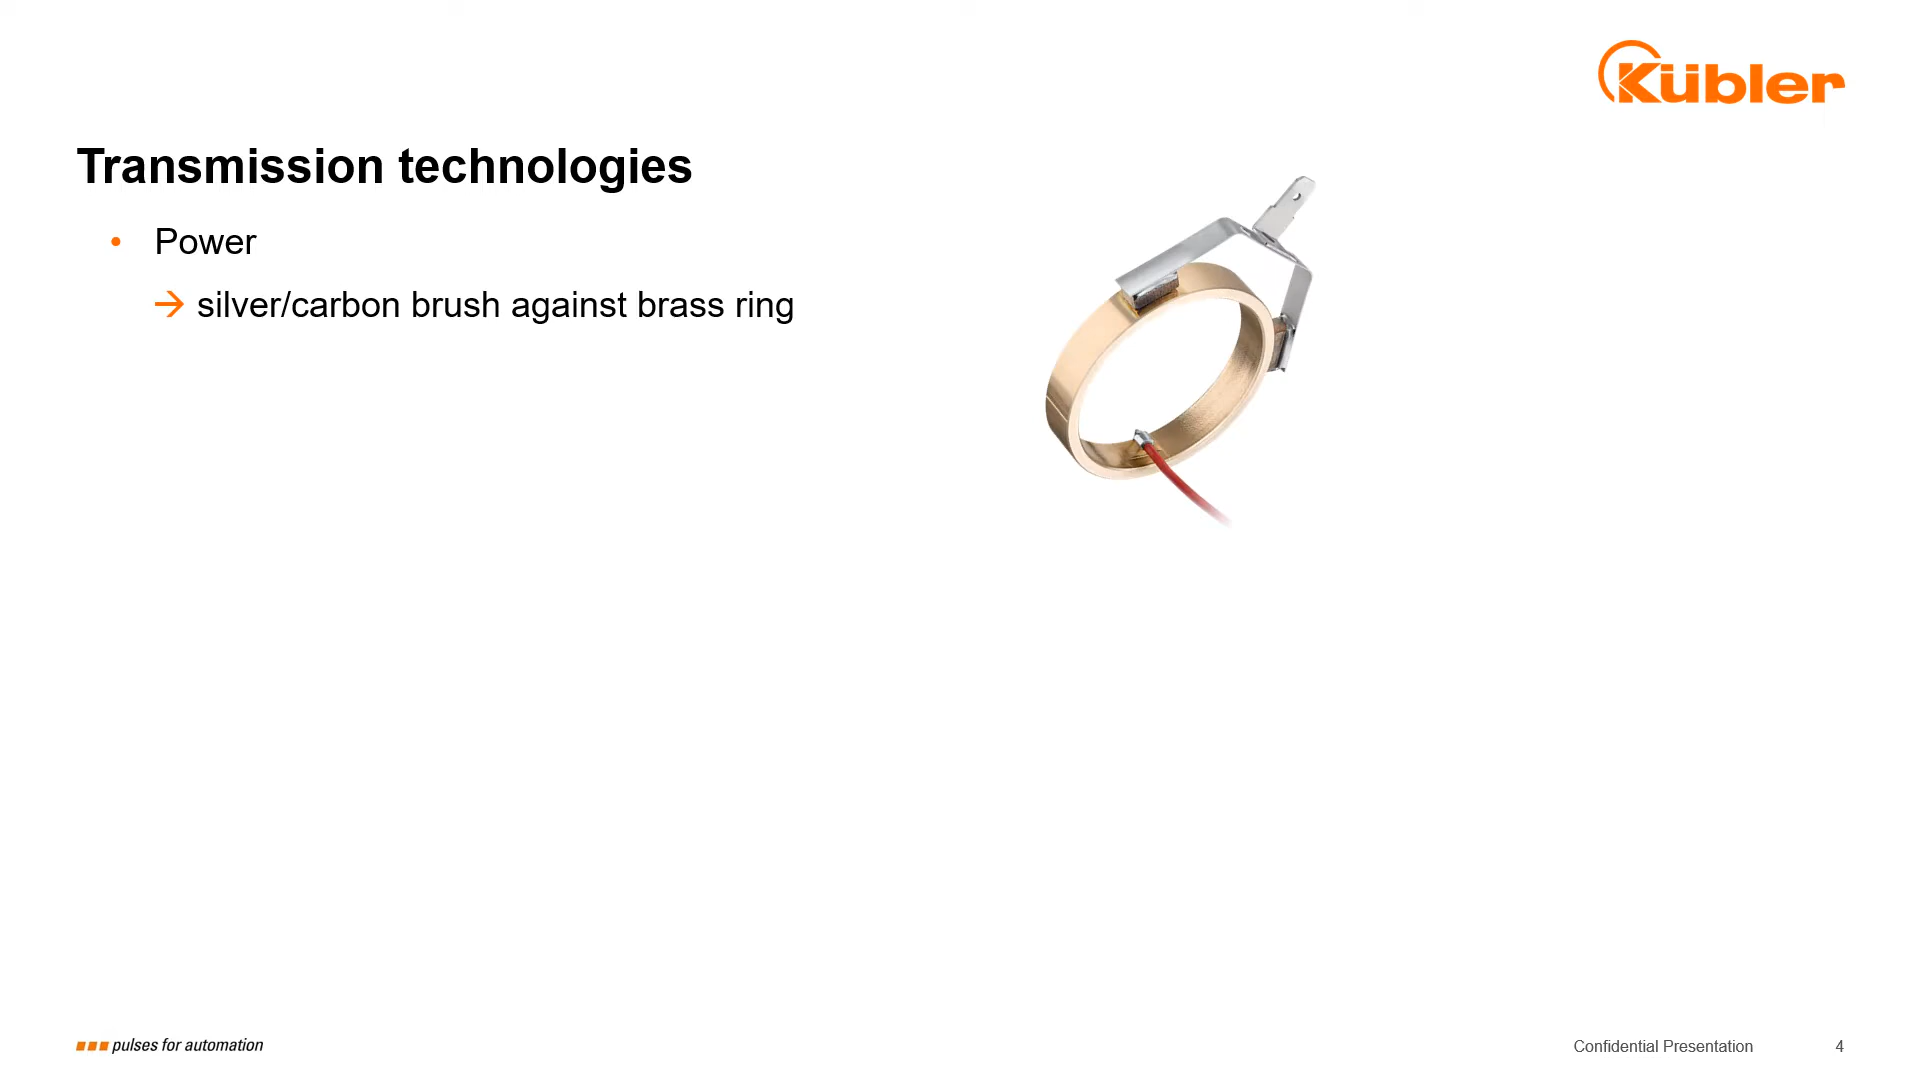 Kübler
Transmission technologies
• Power
→ silver/carbon brush against brass ring
pulses for automation
Confidential Presentation 4